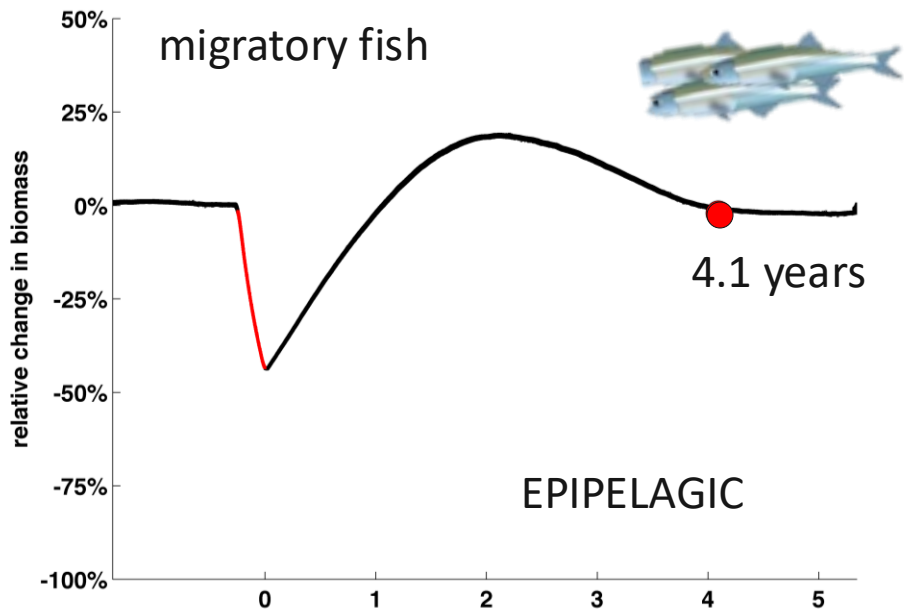 migratory fish
50%
25%
0%
-25%
-50%
-75%
-100%
relative change in biomass
4.1 years
EPIPELAGIC
0 1 2 3 4 5